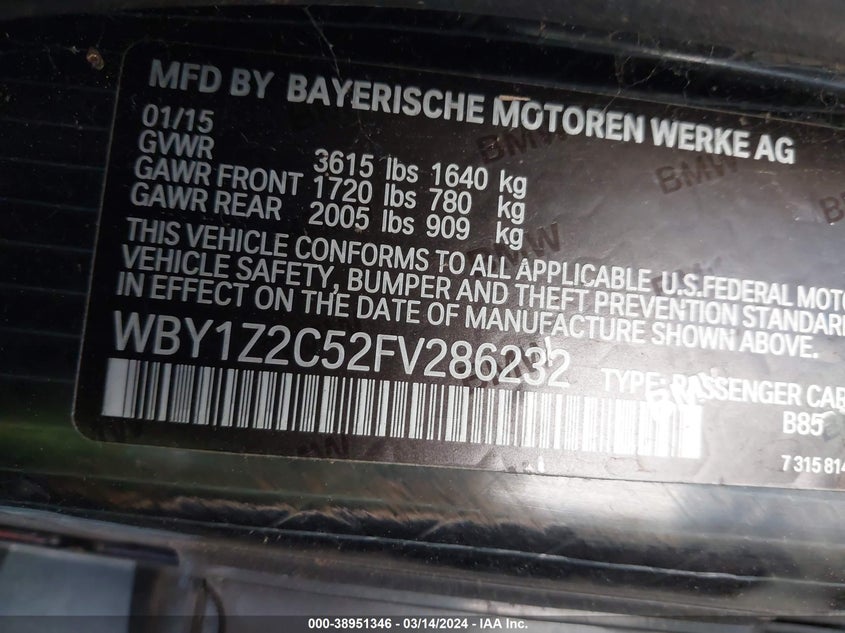 MFD BY BAYERISCHE MOTOREN WERKE AG
01/15
GVWR 3615 lbs 1640 kg
GAWR FRONT 1720 lbs 780 kg
GAWR REAR 2005 lbs 909 kg
THIS VEHICLE CONFORMS TO ALL APPLICABLE U.S.FEDERAL MOT
VEHICLE SAFETY, BUMPER AND THEFT PREVENTION STANDARD
IN EFFECT ON THE DATE OF MANUFACTURE SHOWN ABOVE.
WBY1Z2C52FV286232 TYPE: PASSENGER CAR
B85
7 315 814
000-38951346 - 03/14/2024 - IAA Inc.